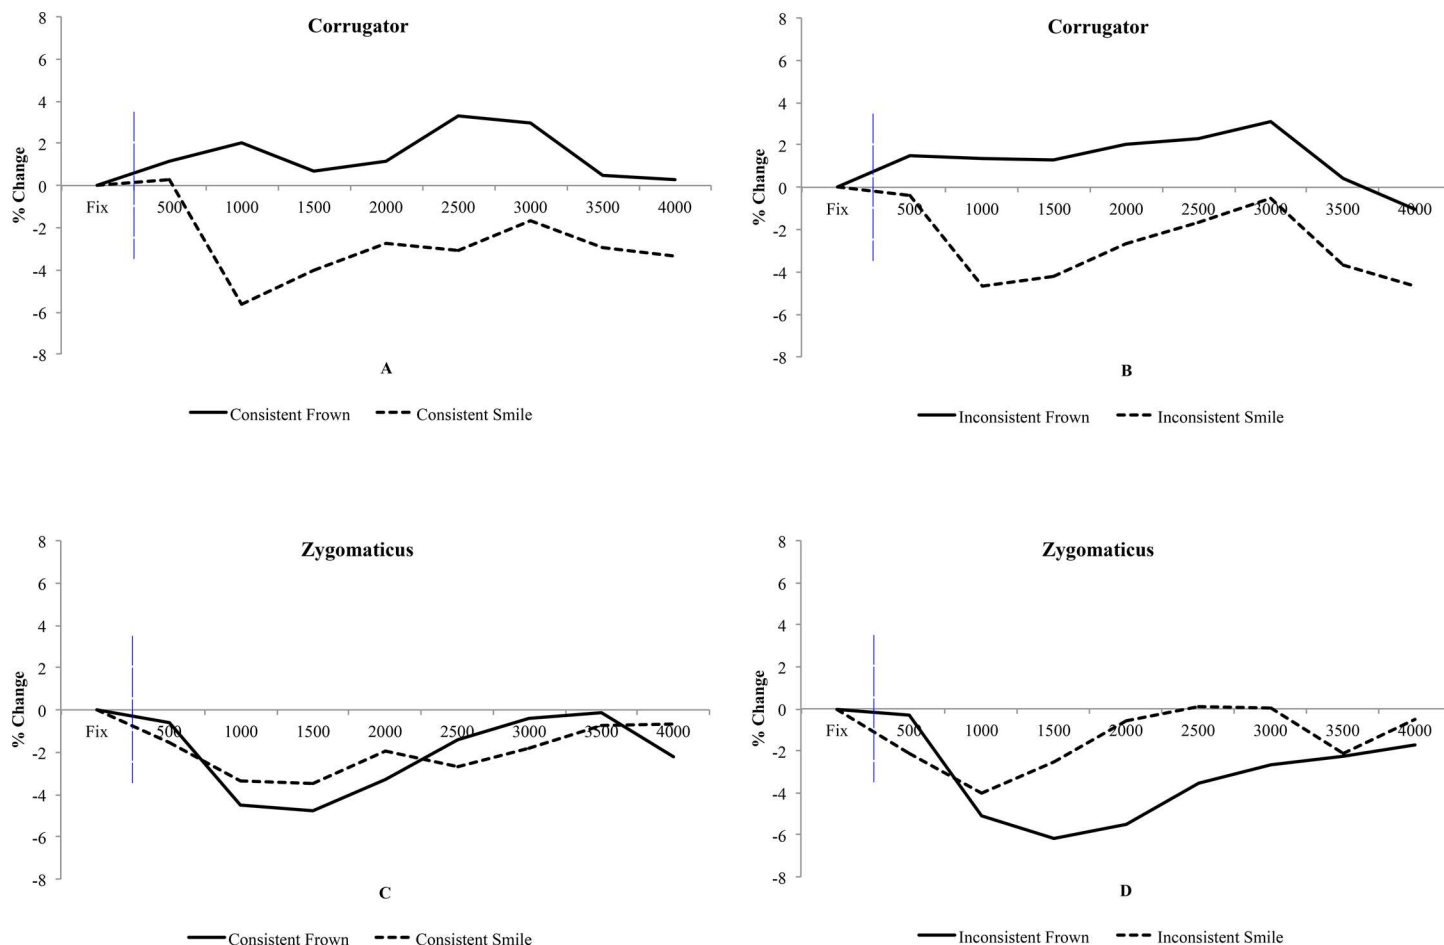 Corrugator
% Change
8
6
4
2
0
-2
-4
-6
-8
Fix 500 1000 1500 2000 2500 3000 3500 4000
A
Consistent Frown Consistent Smile
Corrugator
% Change
8
6
4
2
0
-2
-4
-6
-8
Fix 500 1000 1500 2000 2500 3000 3500 4000
B
Inconsistent Frown Inconsistent Smile
Zygomaticus
% Change
8
6
4
2
0
-2
-4
-6
-8
Fix 500 1000 1500 2000 2500 3000 3500 4000
C
Consistent Frown Consistent Smile
Zygomaticus
% Change
8
6
4
2
0
-2
-4
-6
-8
Fix 500 1000 1500 2000 2500 3000 3500 4000
D
Inconsistent Frown Inconsistent Smile